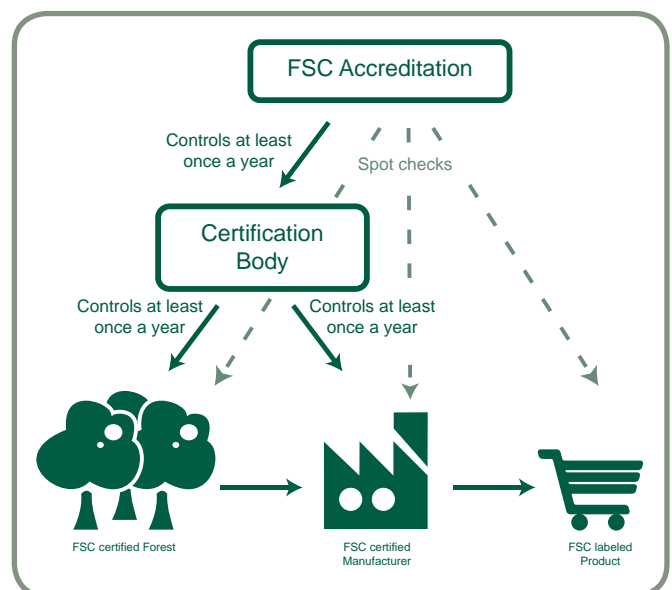 FSC Accreditation
Controls at least
once a year
Spot checks
Certification
Body
Controls at least
once a year
Controls at least
once a year
FSC certified Forest
FSC certified
Manufacturer
FSC labeled
Product